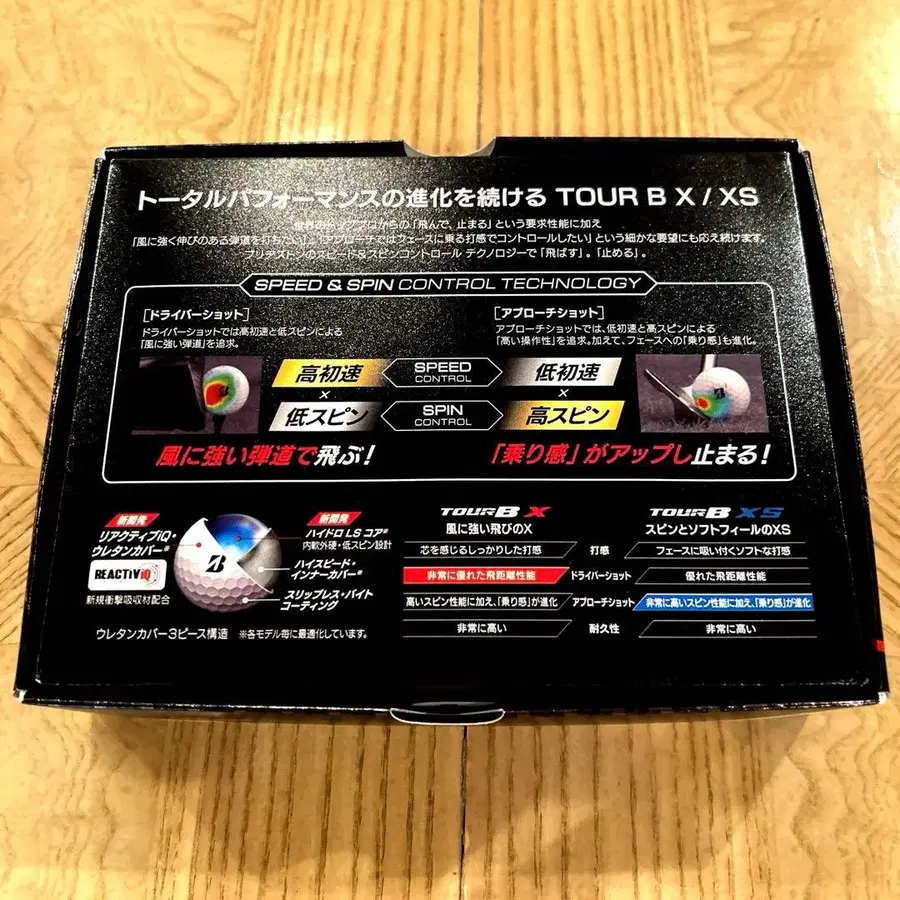 トータルパフォーマンスの進化を続ける TOUR B X / XS
世界のトッププロからの「飛んで、止まる」という要求性能に加え
「風に強く伸びのある弾道を打ちたい」、「アプローチではフェースに乗る打感でコントロールしたい」という細かな要望にも応え続けます。
ブリヂストンのスピード&スピンコントロール テクノロジーで「飛ばす」。「止める」。
SPEED & SPIN CONTROL TECHNOLOGY
[ドライバーショット]
ドライバーショットでは高初速と低スピンによる
「風に強い弾道」を追求。
[アプローチショット]
アプローチショットでは、低初速と高スピンによる
「高い操作性」を追求。加えて、フェースへの「乗り感」も進化。
高初速
SPEED
CONTROL
低初速
×
×
低スピン
SPIN
CONTROL
高スピン
風に強い弾道で飛ぶ!
「乗り感」がアップし止まる!
新開発
リアクティブiQ・
ウレタンカバー※
REACTIV iQ
新規衝撃吸収材配合
新開発
ハイドロ LS コア※
内軟外硬・低スピン設計
ハイスピード・
インナーカバー※
スリップレス・バイト
コーティング
ウレタンカバー3ピース構造 ※各モデル毎に最適化しています。
TOUR B X
風に強い飛びのX
TOUR B XS
スピンとソフトフィールのXS
芯を感じるしっかりした打感
打感
フェースに吸い付くソフトな打感
非常に優れた飛距離性能
ドライバーショット
優れた飛距離性能
高いスピン性能に加え、「乗り感」が進化
アプローチショット
非常に高いスピン性能に加え、「乗り感」が進化
非常に高い
耐久性
非常に高い